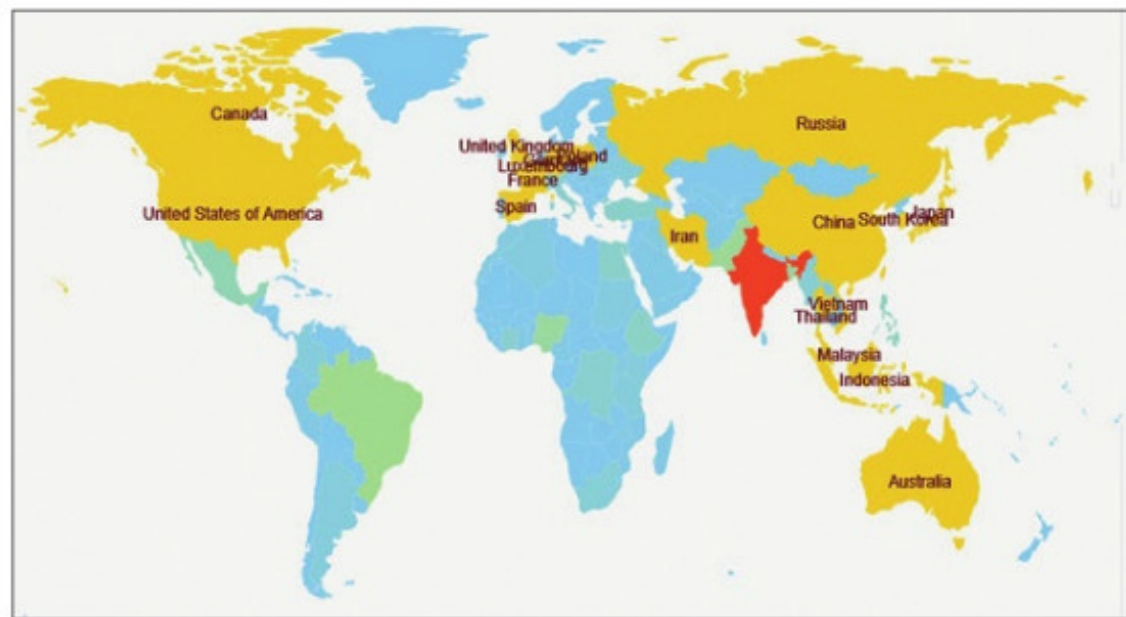 Canada
Russia
United Kingdom
Luxembourg
France
Spain
United States of America
Iran
China
South Korea
Japan
Vietnam
Thailand
Malaysia
Indonesia
Australia